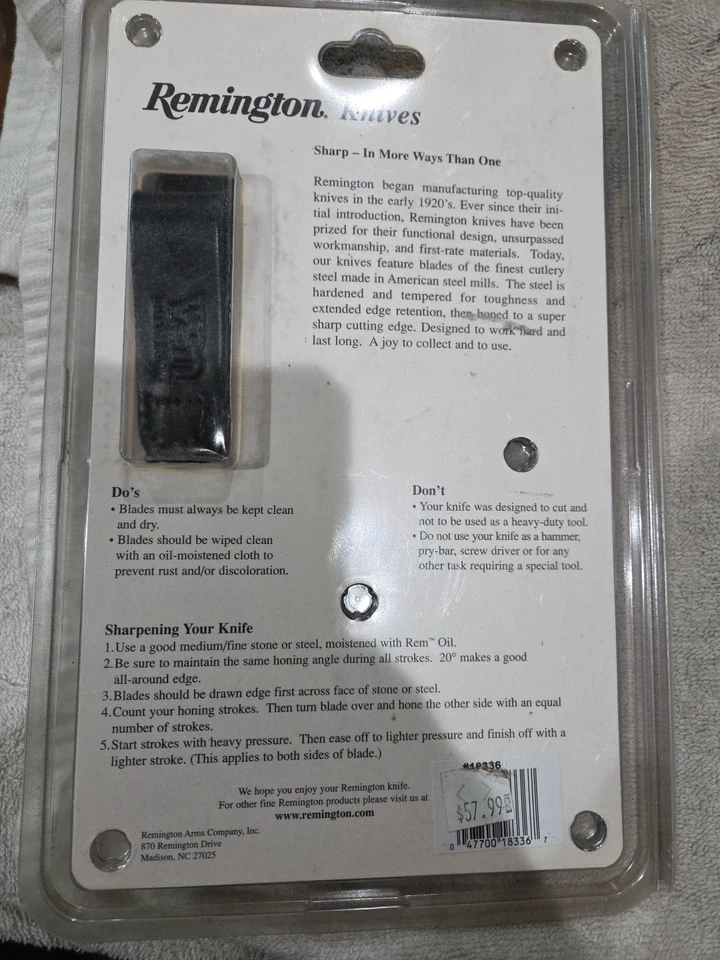 Remington. Knives
Sharp – In More Ways Than One
Remington began manufacturing top-quality
knives in the early 1920's. Ever since their ini-
tial introduction, Remington knives have been
prized for their functional design, unsurpassed
workmanship, and first-rate materials. Today,
our knives feature blades of the finest cutlery
steel made in American steel mills. The steel is
hardened and tempered for toughness and
extended edge retention, then honed to a super
sharp cutting edge. Designed to work hard and
last long. A joy to collect and to use.
Do's
• Blades must always be kept clean
and dry.
• Blades should be wiped clean
with an oil-moistened cloth to
prevent rust and/or discoloration.
Don't
• Your knife was designed to cut and
not to be used as a heavy-duty tool.
• Do not use your knife as a hammer,
pry-bar, screw driver or for any
other task requiring a special tool.
Sharpening Your Knife
1.Use a good medium/fine stone or steel, moistened with Rem™ Oil.
2.Be sure to maintain the same honing angle during all strokes. 20° makes a good
all-around edge.
3.Blades should be drawn edge first across face of stone or steel.
4.Count your honing strokes. Then turn blade over and hone the other side with an equal
number of strokes.
5.Start strokes with heavy pressure. Then ease off to lighter pressure and finish off with a
lighter stroke. (This applies to both sides of blade.)
We hope you enjoy your Remington knife.
For other fine Remington products please visit us at
www.remington.com
Remington Arms Company, Inc.
870 Remington Drive
Madison, NC 27025
#18336
$57.99
0 47700 18336 7